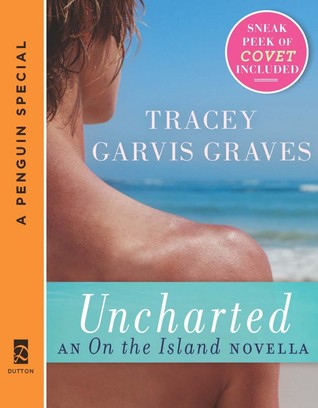 A PENGUIN SPECIAL
SNEAK
PEEK OF
COVET
INCLUDED
TRACEY
GARVIS GRAVES
Uncharted
AN On the Island NOVELLA
DUTTON